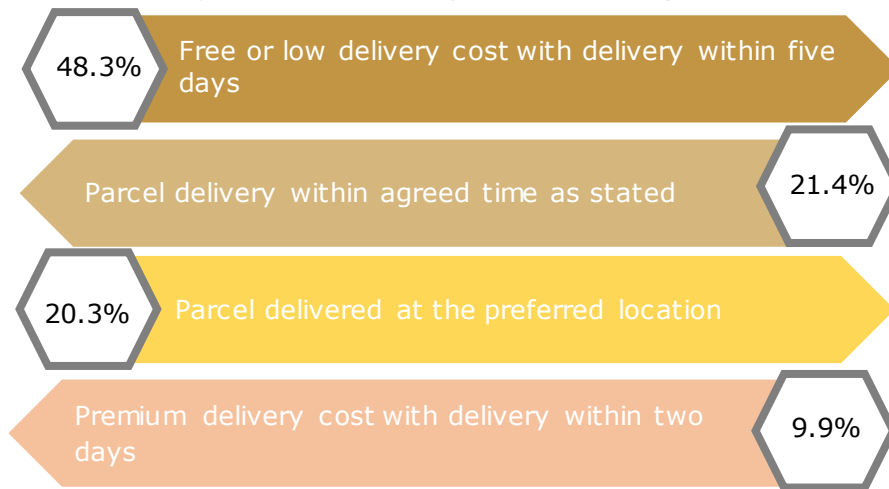 48.3%
Free or low delivery cost with delivery within five
days
Parcel delivery within agreed time as stated
21.4%
20.3%
Parcel delivered at the preferred location
Premium delivery cost with delivery within two
days
9.9%